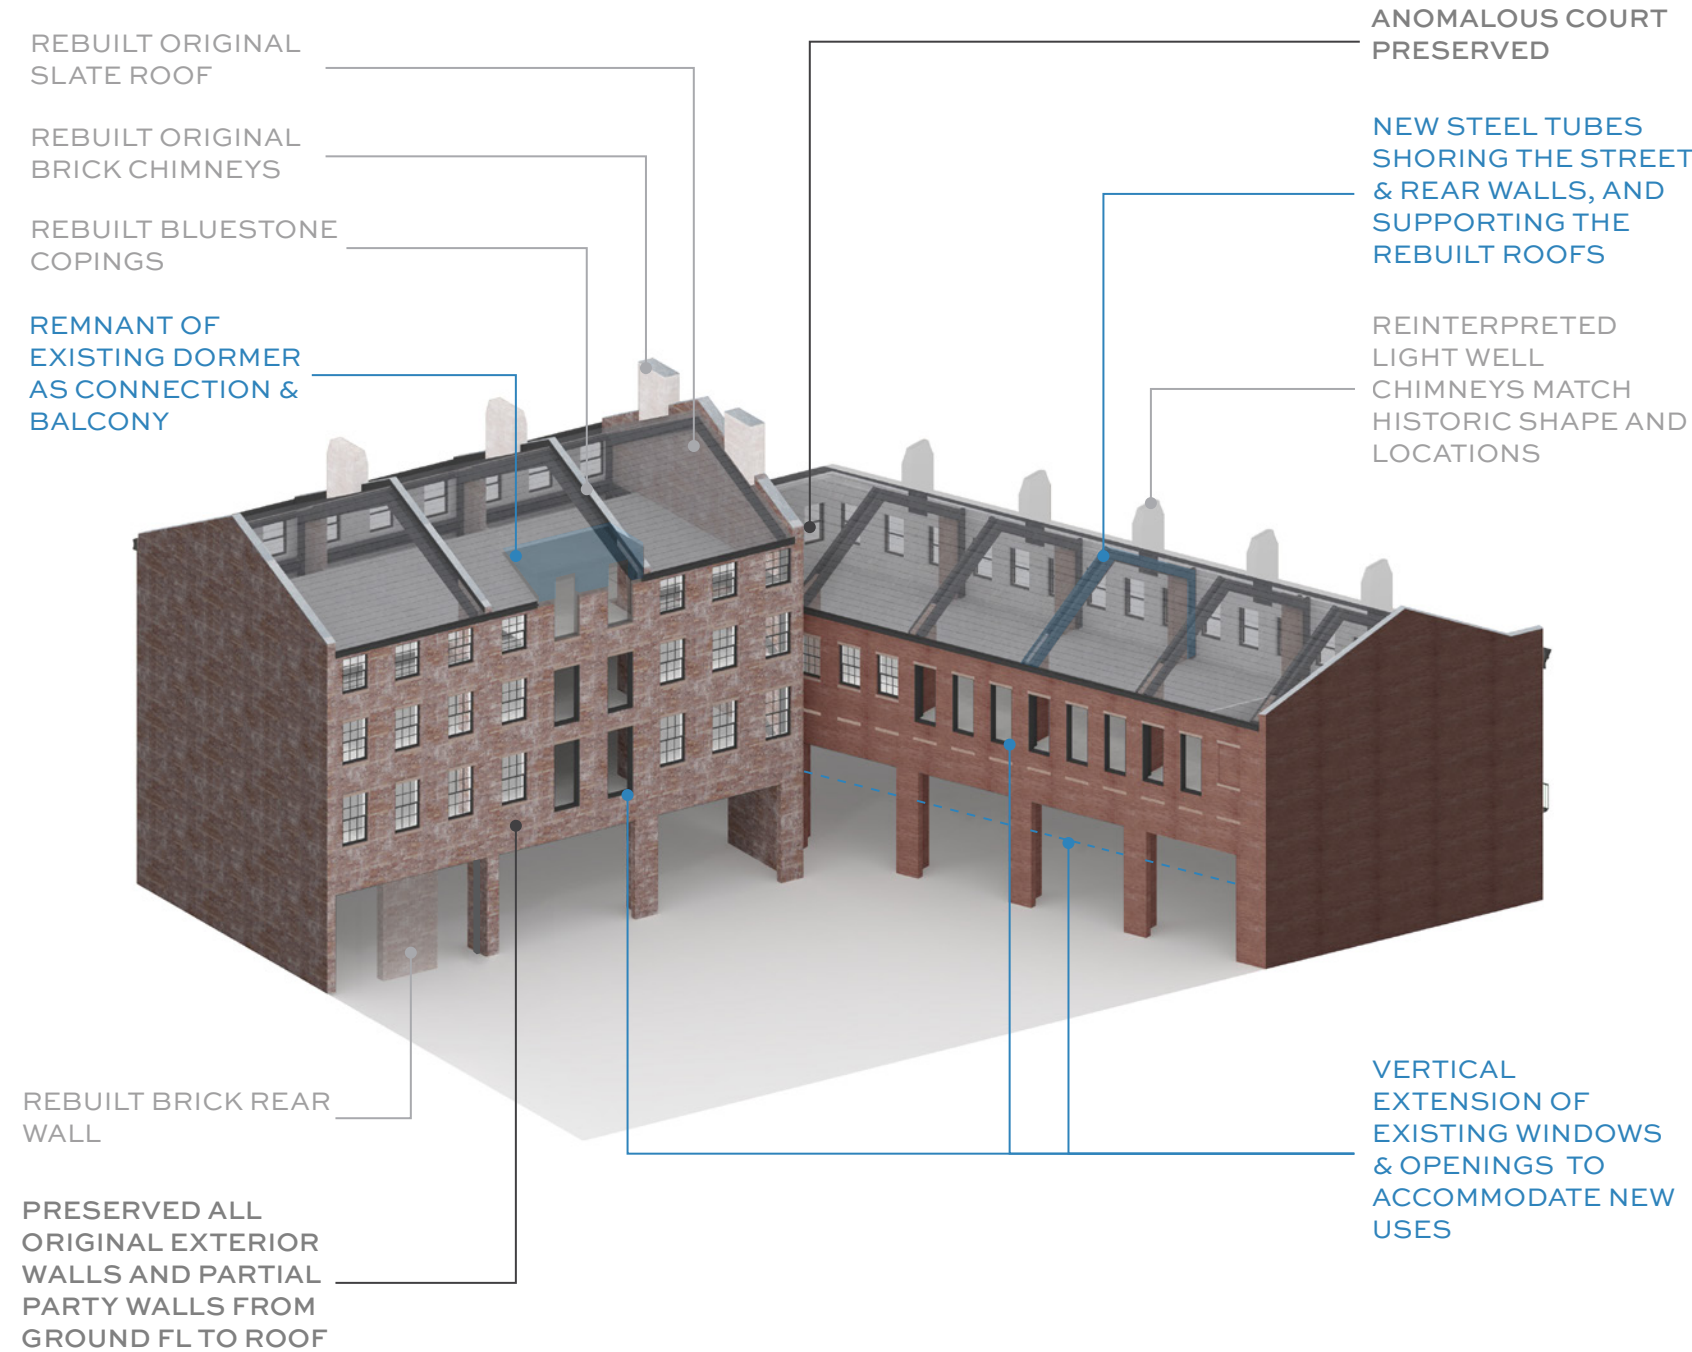 REBUILT ORIGINAL
SLATE ROOF
REBUILT ORIGINAL
BRICK CHIMNEYS
REBUILT BLUESTONE
COPINGS
REMNANT OF
EXISTING DORMER
AS CONNECTION &
BALCONY
REBUILT BRICK REAR
WALL
PRESERVED ALL
ORIGINAL EXTERIOR
WALLS AND PARTIAL
PARTY WALLS FROM
GROUND FL TO ROOF
ANOMALOUS COURT
PRESERVED
NEW STEEL TUBES
SHORING THE STREET
& REAR WALLS, AND
SUPPORTING THE
REBUILT ROOFS
REINTERPRETED
LIGHT WELL
CHIMNEYS MATCH
HISTORIC SHAPE AND
LOCATIONS
VERTICAL
EXTENSION OF
EXISTING WINDOWS
& OPENINGS TO
ACCOMMODATE NEW
USES